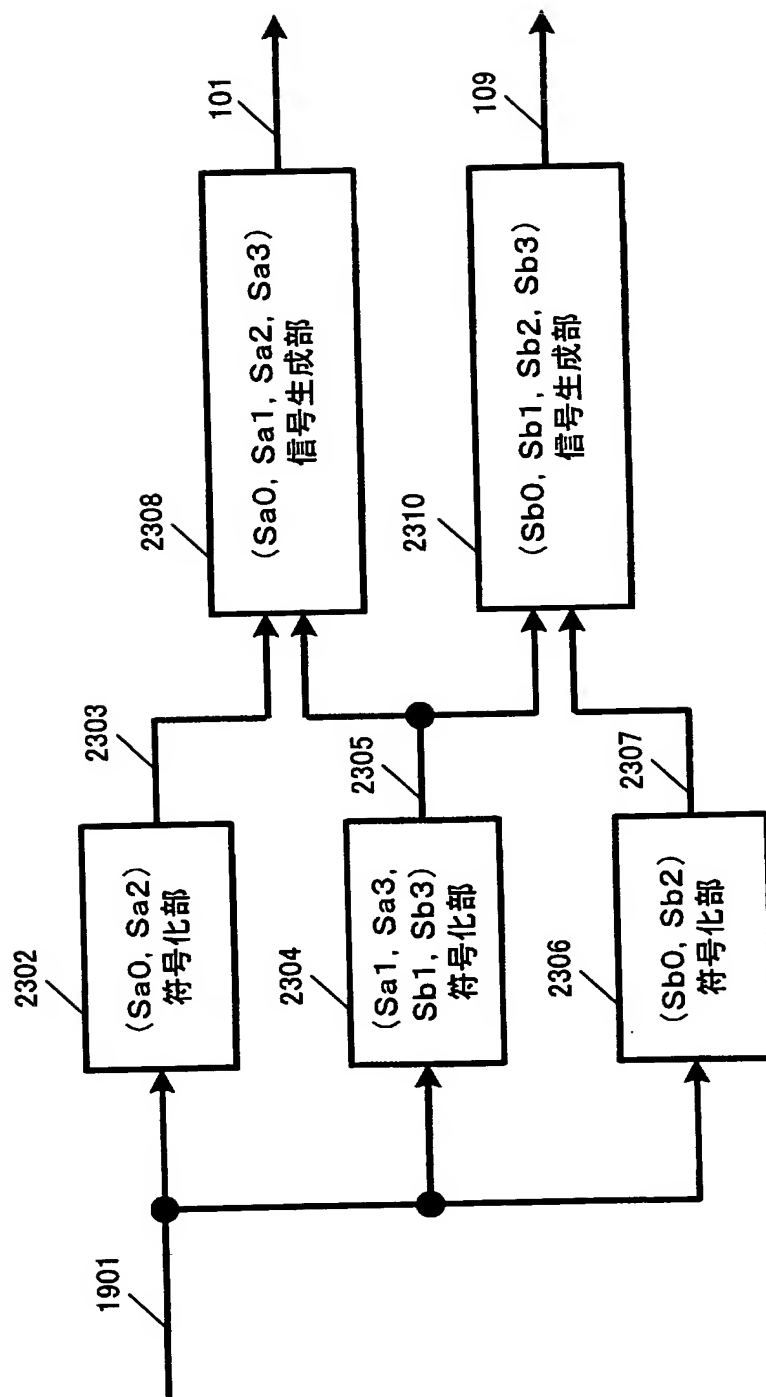 1901
2302
(Sa0, Sa2)
符号化部
2303
2304
(Sa1, Sa3,
Sb1, Sb3)
符号化部
2305
2306
(Sb0, Sb2)
符号化部
2307
2308
(Sa0, Sa1, Sa2, Sa3)
信号生成部
101
2310
(Sb0, Sb1, Sb2, Sb3)
信号生成部
109